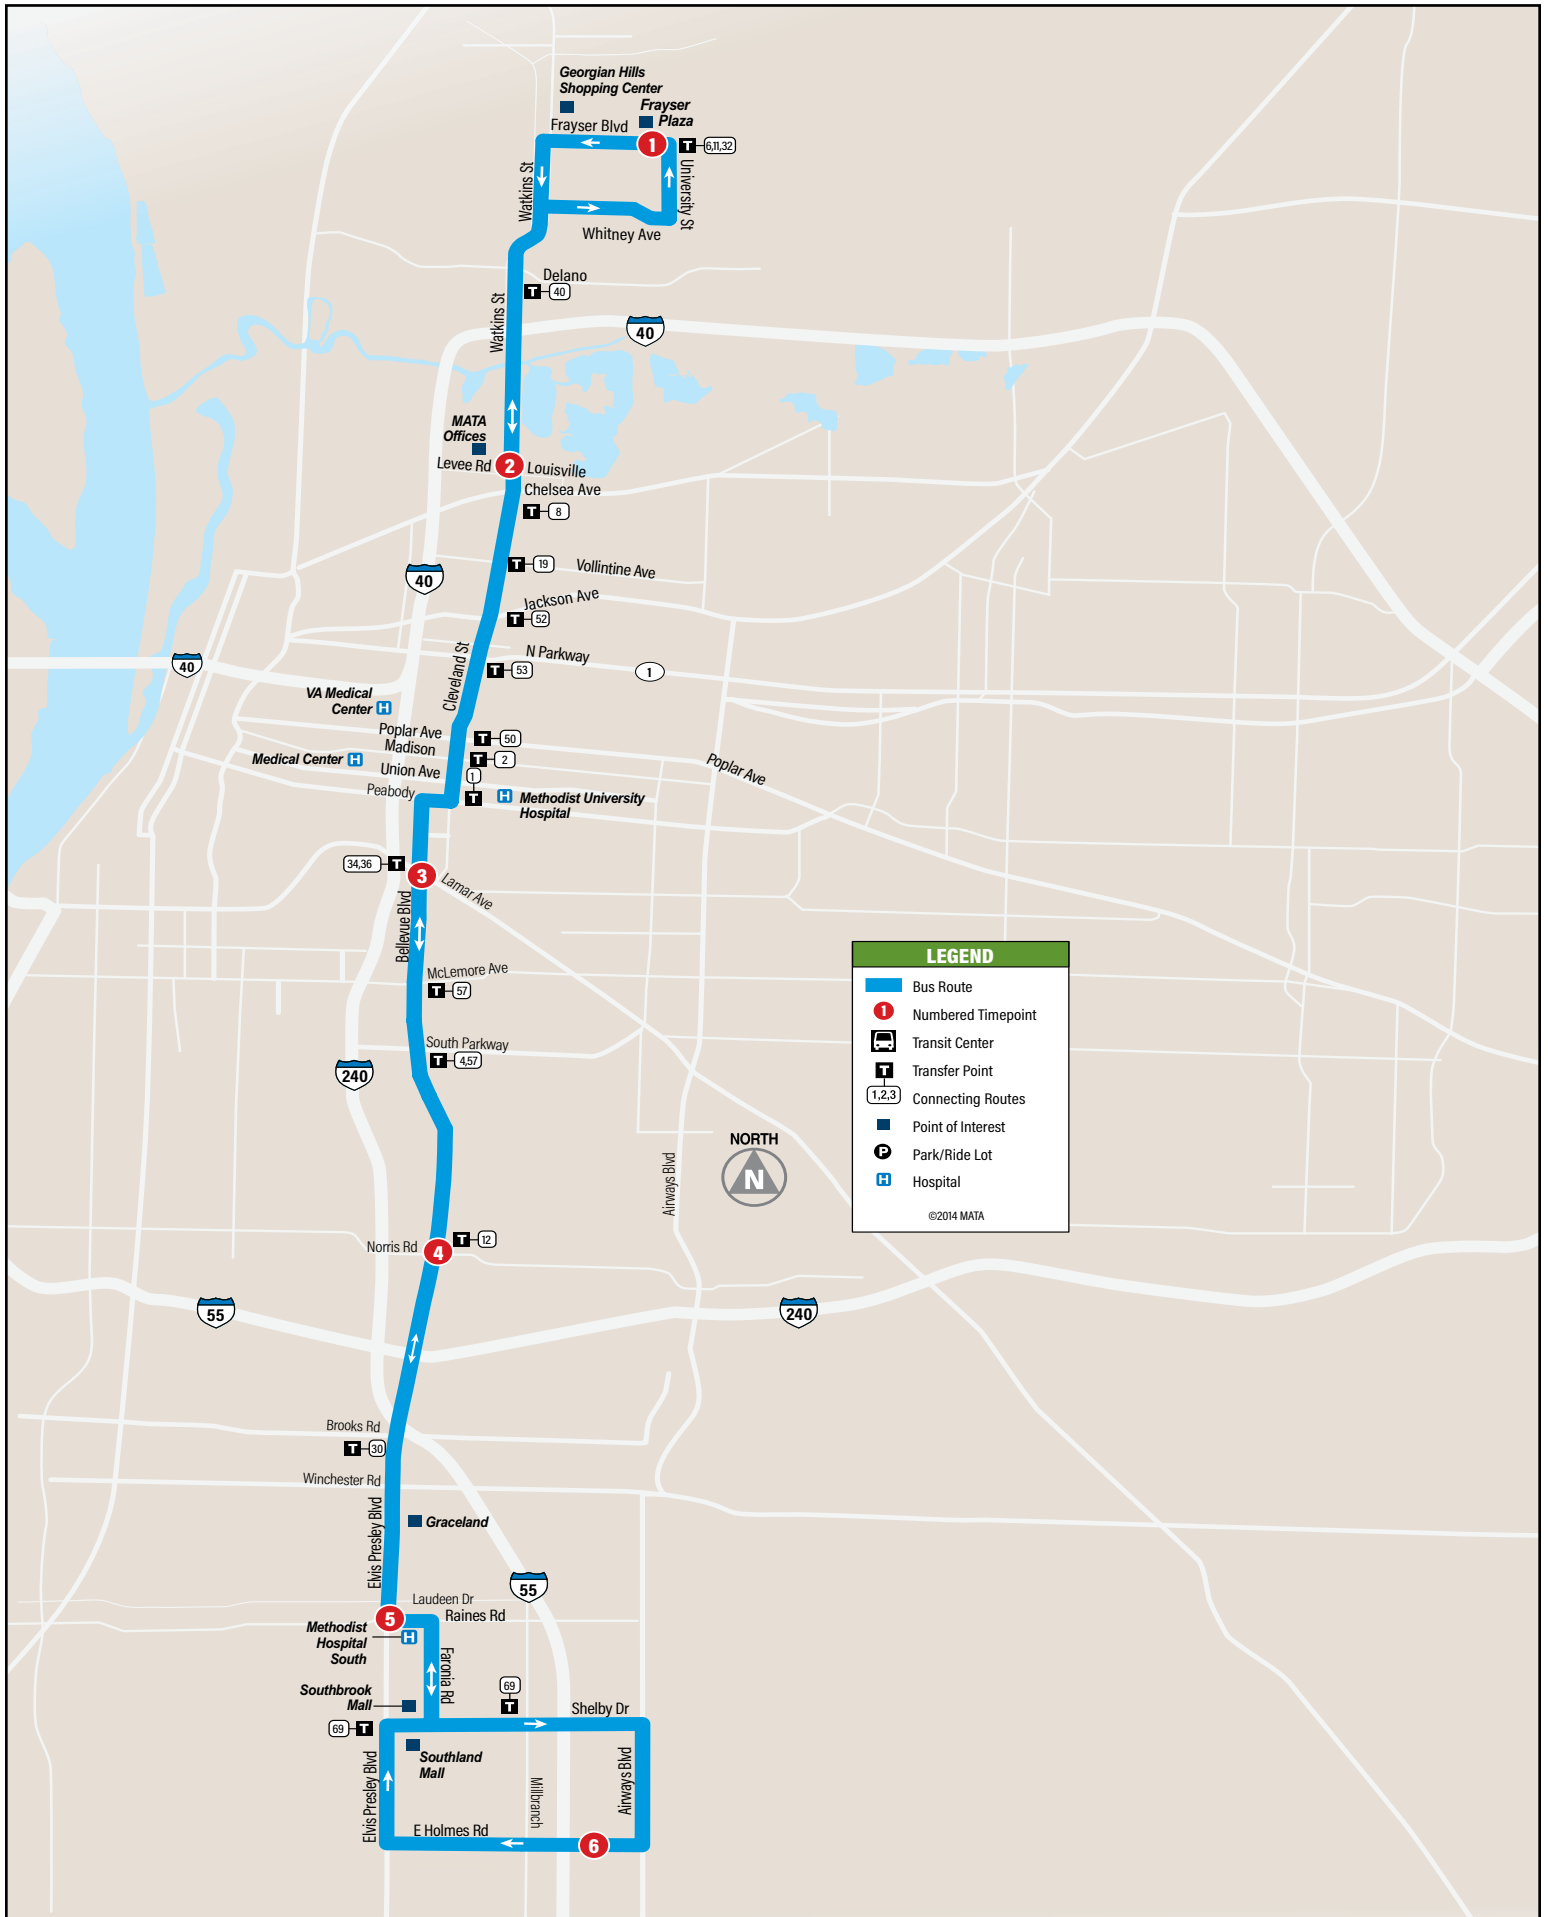 Georgian Hills
Shopping Center
Frayser
Plaza
Frayser Blvd
1
T
6,11,32
Watkins St
University St
Whitney Ave
Delano
T
40
Watkins St
40
MATA
Offices
Levee Rd
2
Louisville
Chelsea Ave
T
8
T
19
Vollintine Ave
40
Jackson Ave
T
52
N Parkway
Cleveland St
T
53
1
40
VA Medical
Center
H
Poplar Ave
T
50
Madison
T
2
Medical Center
H
Union Ave
1
Poplar Ave
Peabody
T
H
Methodist University
Hospital
34,36
T
3
Lamar Ave
Bellevue Blvd
McLemore Ave
T
57
South Parkway
T
4,57
240
LEGEND
Bus Route
1
Numbered Timepoint
Transit Center
T
Transfer Point
1,2,3
Connecting Routes
Point of Interest
P
Park/Ride Lot
H
Hospital
©2014 MATA
NORTH
N
Airways Blvd
T
12
Norris Rd
4
55
240
Brooks Rd
T
30
Winchester Rd
Elvis Presley Blvd
Graceland
55
Laudeen Dr
5
Raines Rd
Methodist
Hospital
South
H
Faronia Rd
Southbrook
Mall
69
T
Shelby Dr
69
T
Southland
Mall
Elvis Presley Blvd
Millbranch
Airways Blvd
E Holmes Rd
6